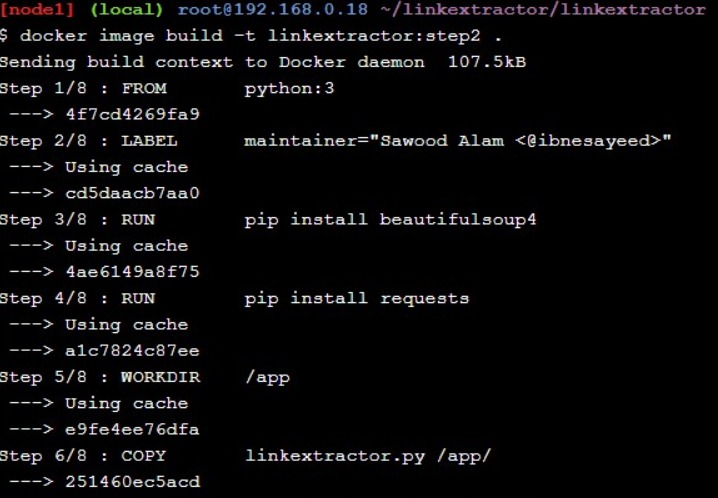 [node1] (local) root@192.168.0.18 ~/linkextractor/linkextractor
$ docker image build -t linkextractor:step2 .
Sending build context to Docker daemon  107.5kB
Step 1/8 : FROM       python:3
 ---> 4f7cd4269fa9
Step 2/8 : LABEL      maintainer="Sawood Alam <@ibnesayeed>"
 ---> Using cache
 ---> cd5daacb7aa0
Step 3/8 : RUN        pip install beautifulsoup4
 ---> Using cache
 ---> 4ae6149a8f75
Step 4/8 : RUN        pip install requests
 ---> Using cache
 ---> a1c7824c87ee
Step 5/8 : WORKDIR    /app
 ---> Using cache
 ---> e9fe4ee76dfa
Step 6/8 : COPY       linkextractor.py /app/
 ---> 251460ec5acd